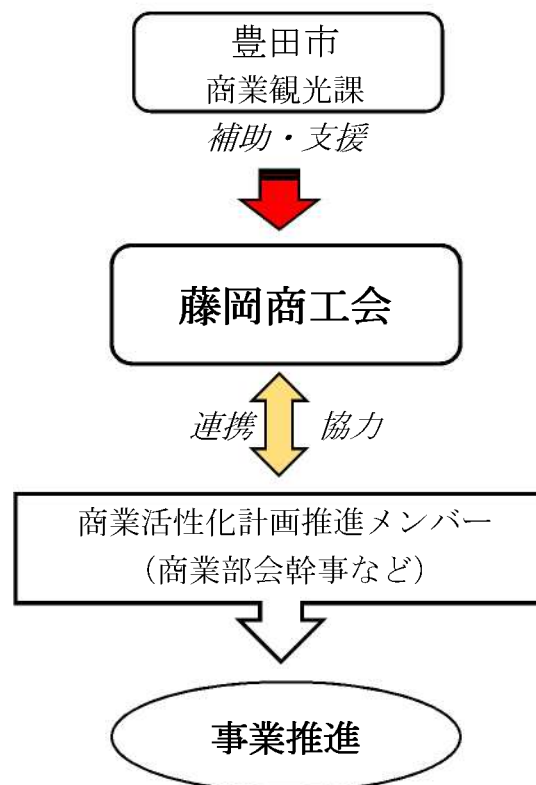 豊田市
商業観光課
補助・支援
藤岡商工会
連携 協力
商業活性化計画推進メンバー
（商業部会幹事など）
事業推進